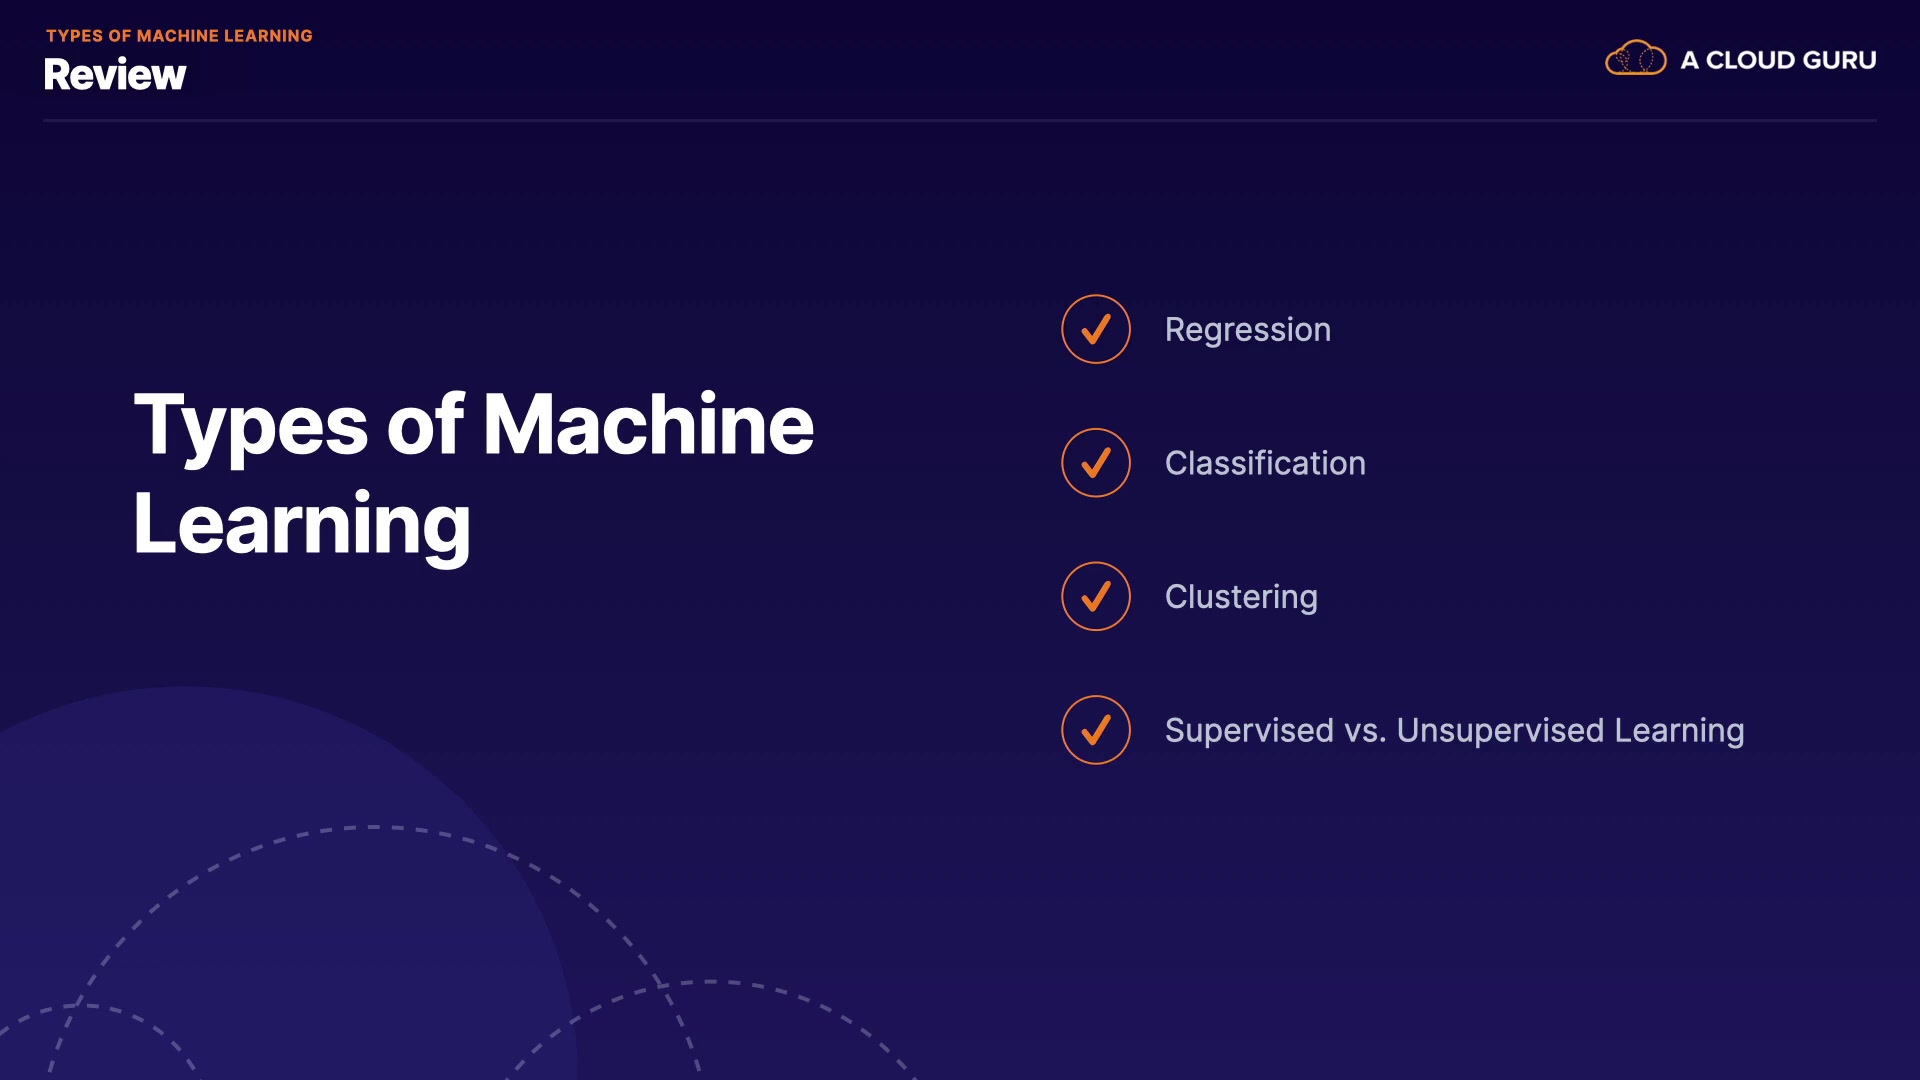 TYPES OF MACHINE LEARNING
Review
A CLOUD GURU
Types of Machine
Learning
Regression
Classification
Clustering
Supervised vs. Unsupervised Learning